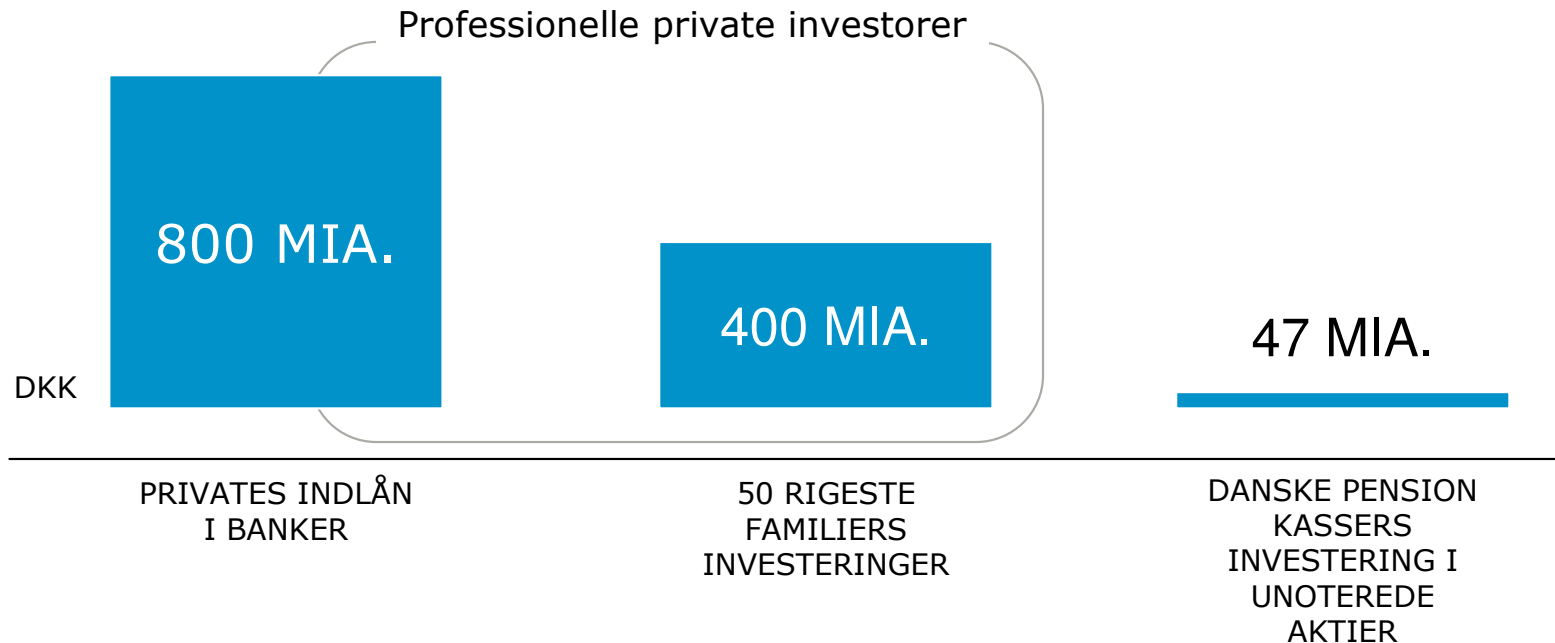 Professionelle private investorer
800 MIA.
400 MIA.
47 MIA.
DKK
PRIVATES INDLÅN
I BANKER
50 RIGESTE
FAMILIERS
INVESTERINGER
DANSKE PENSION
KASSERS
INVESTERING I
UNOTEREDE
AKTIER